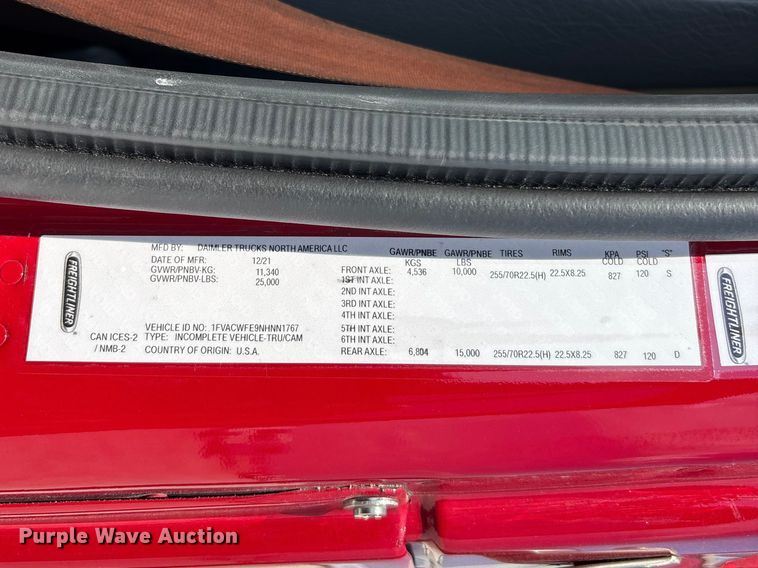 FREIGHTLINER
MFD BY: DAIMLER TRUCKS NORTH AMERICA LLC
DATE OF MFR: 12/21
GVWR/PNBV-KG: 11,340
GVWR/PNBV-LBS: 25,000
VEHICLE ID NO: 1FVACWFE9NHNN1767
CAN ICES-2 TYPE: INCOMPLETE VEHICLE-TRU/CAM
/ NMB-2 COUNTRY OF ORIGIN: U.S.A.
GAWR/PNBE GAWR/PNBE TIRES RIMS KPA PSI "S"
KGS LBS COLD COLD
FRONT AXLE: 4,536 10,000 255/70R22.5(H) 22.5X8.25 827 120 S
1ST INT AXLE:
2ND INT AXLE:
3RD INT AXLE:
4TH INT AXLE:
5TH INT AXLE:
6TH INT AXLE:
REAR AXLE: 6,804 15,000 255/70R22.5(H) 22.5X8.25 827 120 D
FREIGHTLINER
Purple Wave Auction